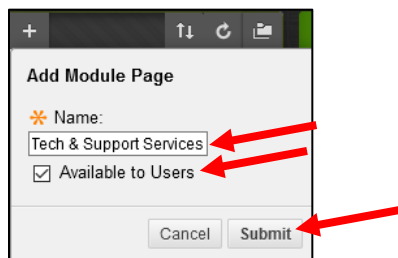 Add Module Page
Name:
Tech & Support Services
Available to Users
Cancel Submit